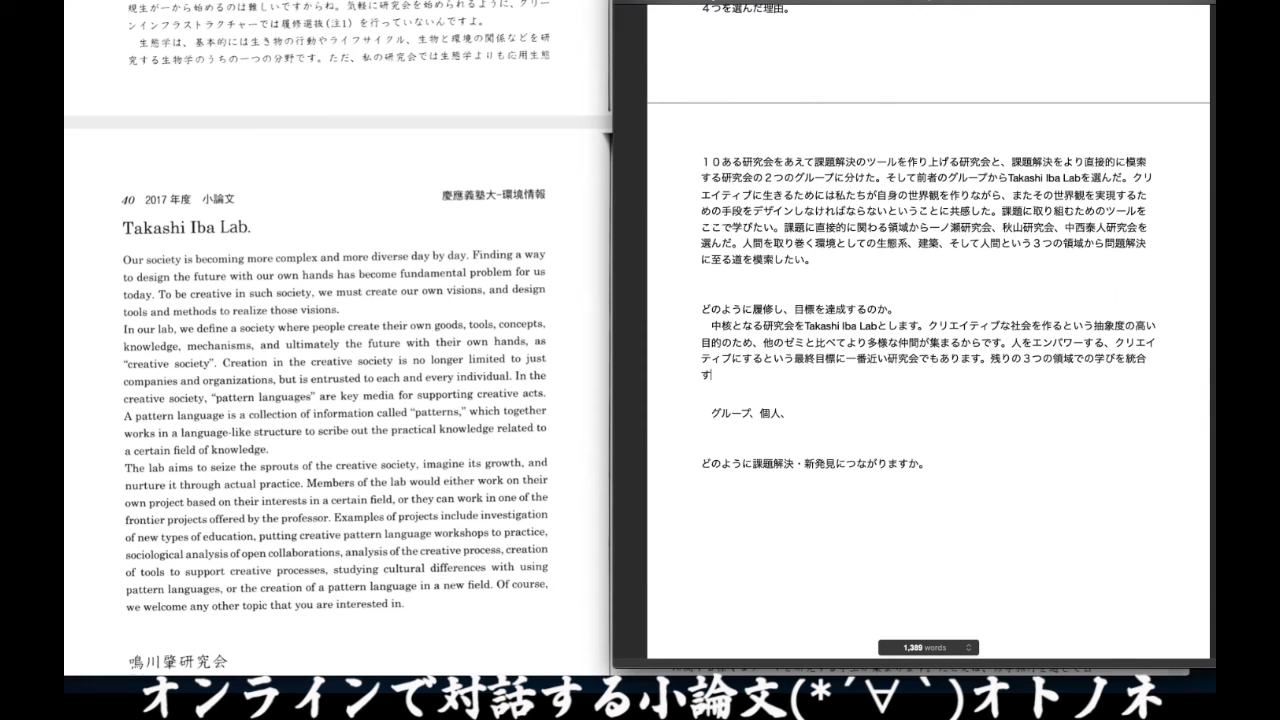 現生が一から始めるのは難しいですからね。気軽に研究会を始められるように、グリー
ンインフラストラクチャーでは履修選抜(注1)を行っていないんですよ。
生態学は、基本的には生き物の行動やライフサイクル、生物と環境の関係などを研
究する生物学のうちの一つの分野です。ただ、私の研究会では生態学よりも応用生態
40 2017年度 小論文
慶應義塾大-環境情報
Takashi Iba Lab.
Our society is becoming more complex and more diverse day by day. Finding a way
to design the future with our own hands has become fundamental problem for us
today. To be creative in such society, we must create our own visions, and design
tools and methods to realize those visions.
In our lab, we define a society where people create their own goods, tools, concepts,
knowledge, mechanisms, and ultimately the future with their own hands, as
“creative society”. Creation in the creative society is no longer limited to just
companies and organizations, but is entrusted to each and every individual. In the
creative society, “pattern languages” are key media for supporting creative acts.
A pattern language is a collection of information called “patterns,” which together
works in a language-like structure to scribe out the practical knowledge related to
a certain field of knowledge.
The lab aims to seize the sprouts of the creative society, imagine its growth, and
nurture it through actual practice. Members of the lab would either work on their
own project based on their interests in a certain field, or they can work in one of the
frontier projects offered by the professor. Examples of projects include investigation
of new types of education, putting creative pattern language workshops to practice,
sociological analysis of open collaborations, analysis of the creative process, creation
of tools to support creative processes, studying cultural differences with using
pattern languages, or the creation of a pattern language in a new field. Of course,
we welcome any other topic that you are interested in.
鳴川肇研究会
４つを選んだ理由。
１０ある研究会をあえて課題解決のツールを作り上げる研究会と、課題解決をより直接的に模索
する研究会の２つのグループに分けた。そして前者のグループからTakashi Iba Labを選んだ。クリ
エイティブに生きるためには私たちが自身の世界観を作りながら、またその世界観を実現するた
めの手段をデザインしなければならないということに共感した。課題に取り組むためのツールを
ここで学びたい。課題に直接的に関わる領域から一ノ瀬研究会、秋山研究会、中西泰人研究会を
選んだ。人間を取り巻く環境としての生態系、建築、そして人間という３つの領域から問題解決
に至る道を模索したい。
どのように履修し、目標を達成するのか。
中核となる研究会をTakashi Iba Labとします。クリエイティブな社会を作るという抽象度の高い
目的のため、他のゼミと比べてより多様な仲間が集まるからです。人をエンパワーする、クリエイ
ティブにするという最終目標に一番近い研究会でもあります。残りの３つの領域での学びを統合
す
グループ、個人、
どのように課題解決・新発見につながりますか。
1,389 words
オンラインで対話する小論文(*´∀｀)オトノネ